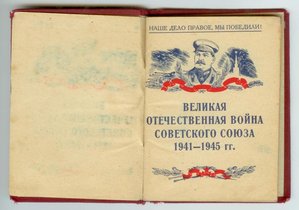 НАШЕ ДЕЛО ПРАВОЕ, МЫ ПОБЕДИЛИ!
ВЕЛИКАЯ
ОТЕЧЕСТВЕННАЯ ВОЙНА
СОВЕТСКОГО СОЮЗА
1941—1945 гг.